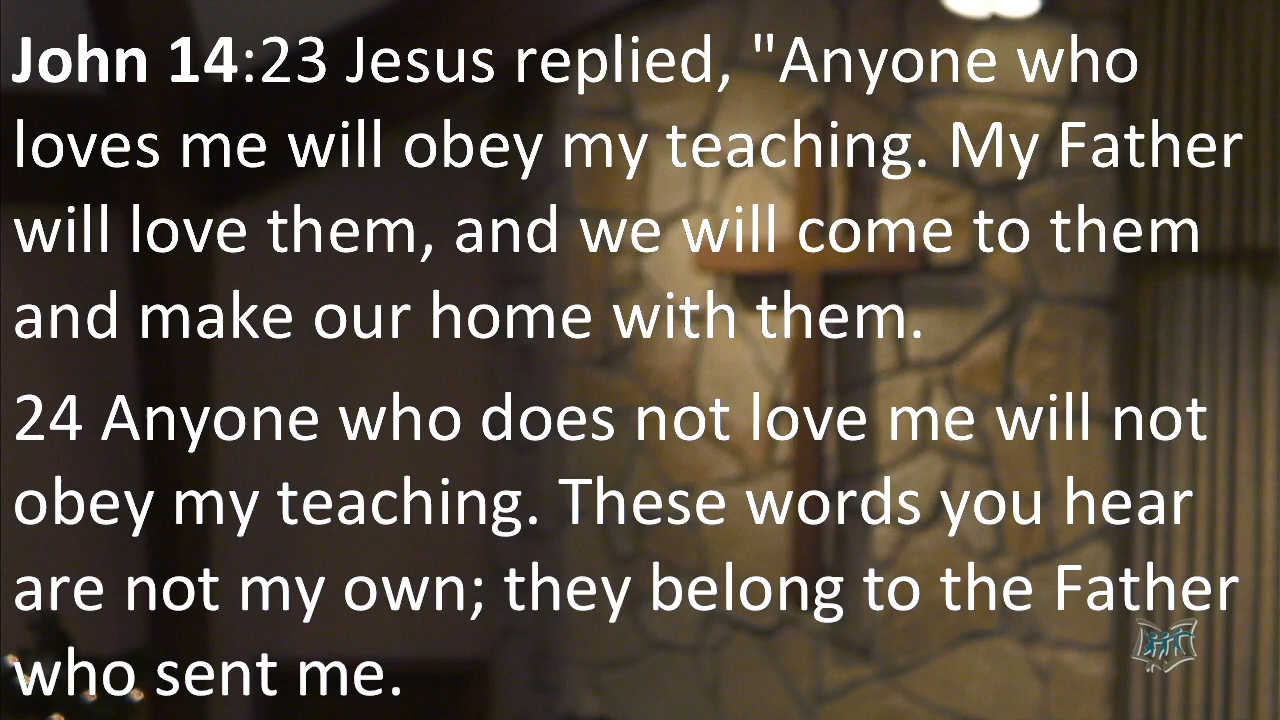 John 14:23 Jesus replied, "Anyone who
loves me will obey my teaching. My Father
will love them, and we will come to them
and make our home with them.
24 Anyone who does not love me will not
obey my teaching. These words you hear
are not my own; they belong to the Father
who sent me.